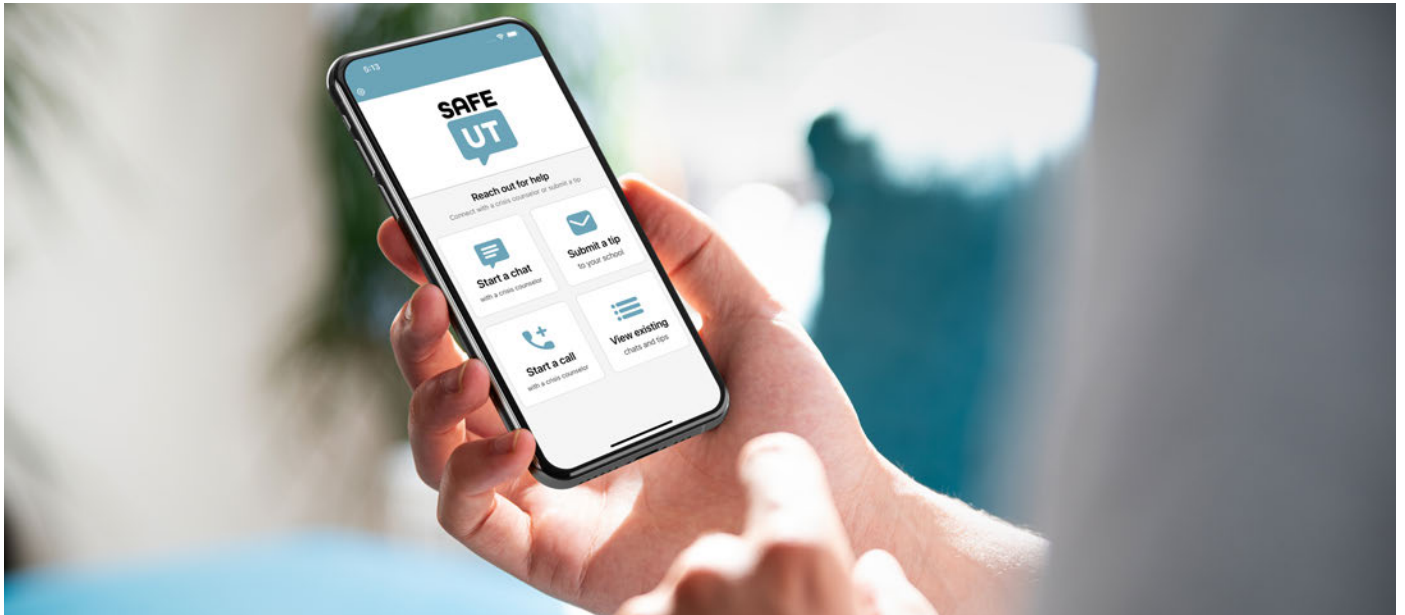 5:13
SAFE
UT
Reach out for help
Connect with a crisis counselor or submit a tip
Start a chat
with a crisis counselor
Submit a tip
to your school
Start a call
with a crisis counselor
View existing
chats and tips